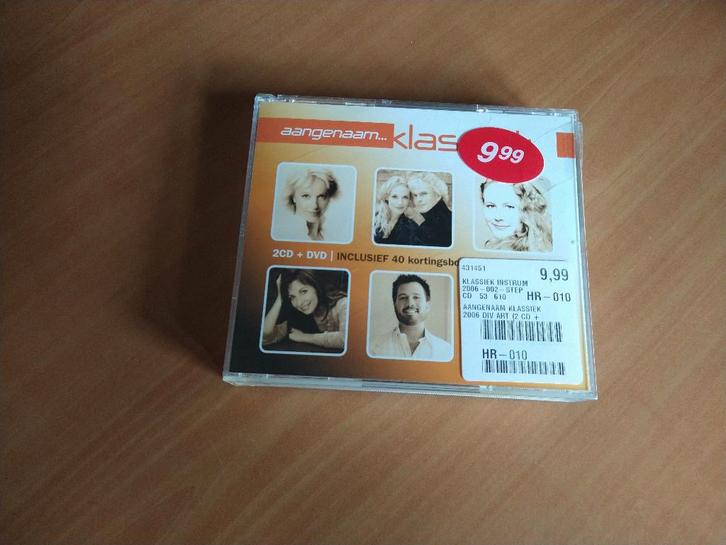 aangenaam... klas
9.99
2CD + DVD | INCLUSIEF 40 kortingsbo
431451
9,99
KLASSIEK INSTRUM
2006-002-STEP
CD 53 610 HR-010
AANGENAAM KLASSIEK
2006 DIV ART (2 CD +
HR-010